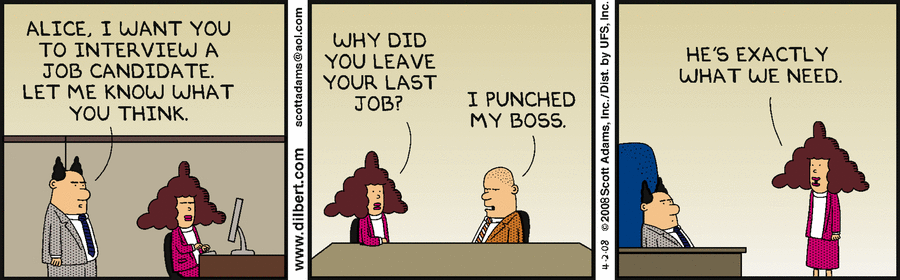 ALICE, I WANT YOU
TO INTERVIEW A
JOB CANDIDATE.
LET ME KNOW WHAT
YOU THINK.
www.dilbert.com
scottadams@aol.com
WHY DID
YOU LEAVE
YOUR LAST
JOB?
I PUNCHED
MY BOSS.
4-2-08 ©2008 Scott Adams, Inc./Dist. by UFS, Inc.
HE'S EXACTLY
WHAT WE NEED.